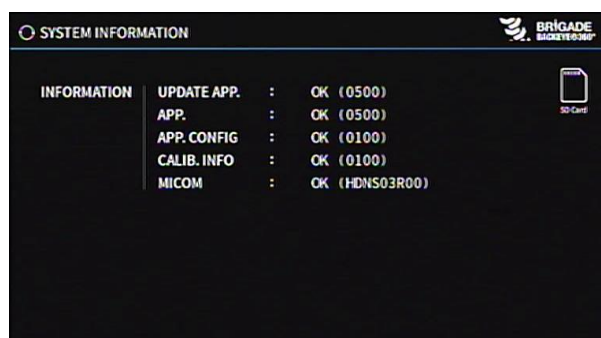 SYSTEM INFORMATION
BRIGADE
BACKEYE®360™
INFORMATION
UPDATE APP. : OK (0500)
APP. : OK (0500)
APP. CONFIG : OK (0100)
CALIB. INFO : OK (0100)
MICOM : OK (HDNS03R00)
SD Card